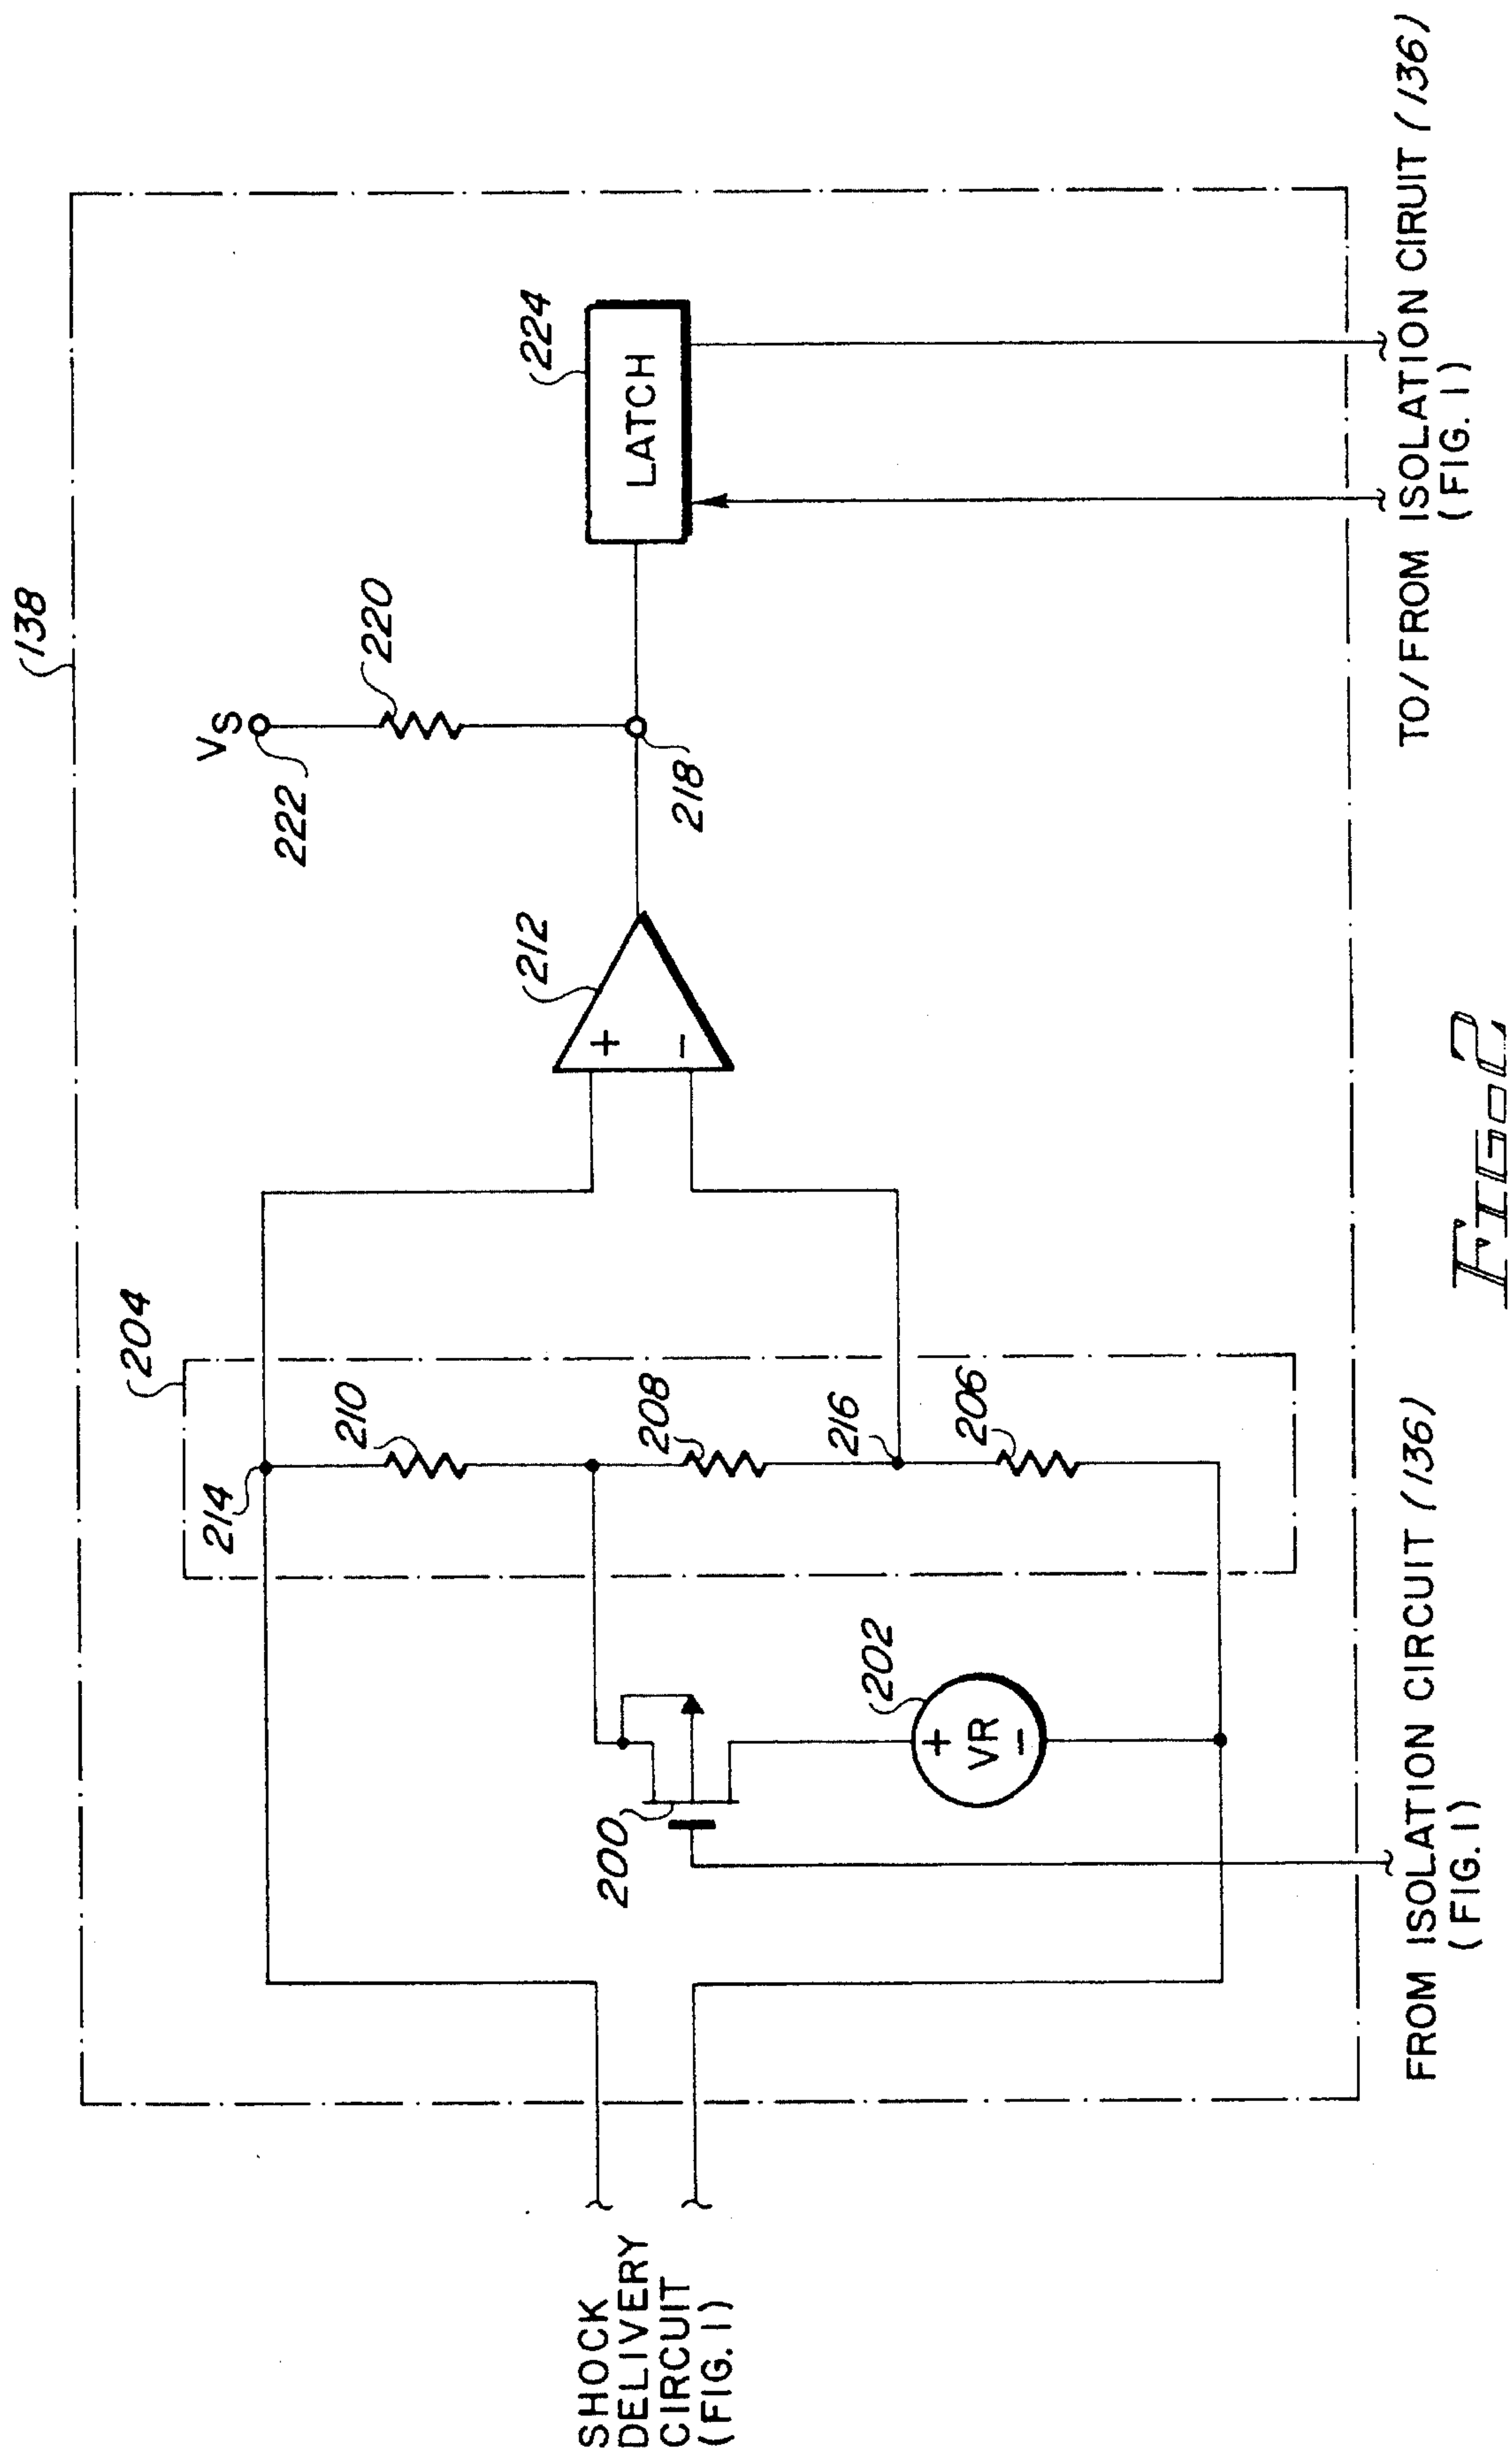 138
204
214
210
208
216
206
200
202
+
VR
-
212
+
-
VS
222
220
218
224
LATCH
SHOCK
DELIVERY
CIRCUIT
(FIG. 1)
FROM ISOLATION CIRCUIT (136)
(FIG. 1)
TO/FROM ISOLATION CIRUIT (136)
(FIG. 1)
FIG-2